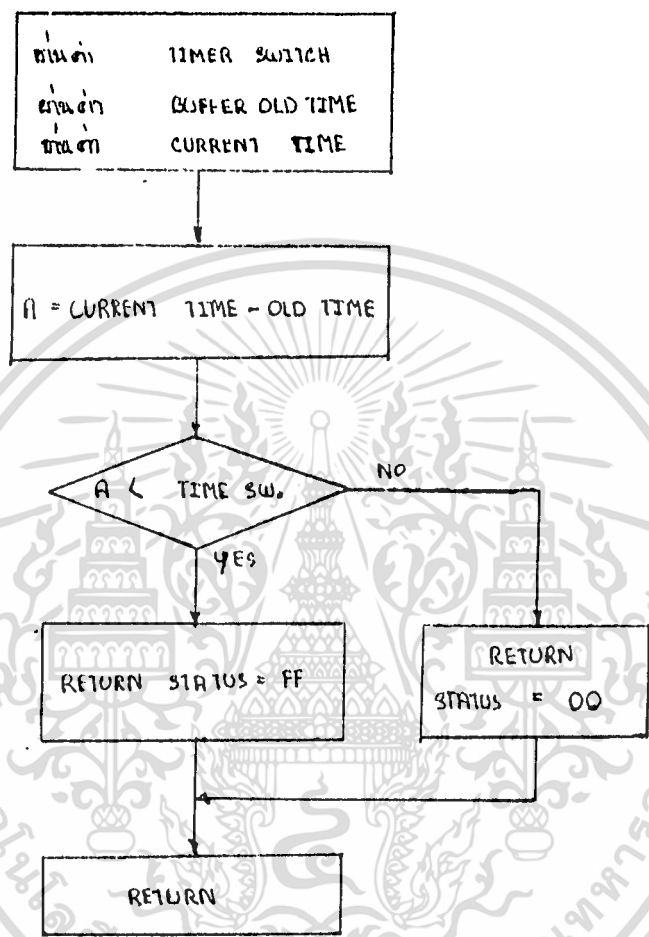 อ่านค่า TIMER SWITCH
อ่านค่า BUFFER OLD TIME
อ่านค่า CURRENT TIME
A = CURRENT TIME - OLD TIME
A < TIME SW.
NO
YES
RETURN STATUS = FF
RETURN
STATUS = 00
RETURN